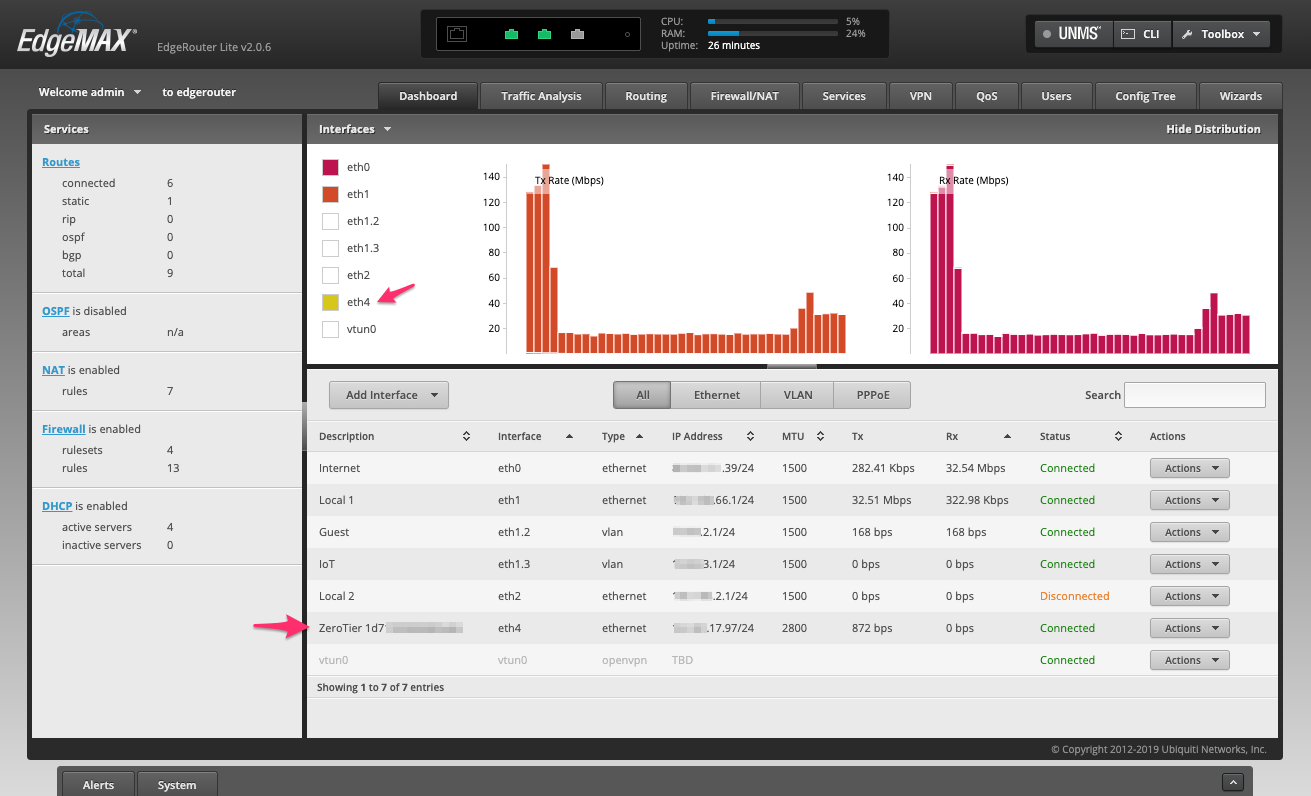 EdgeMAX® EdgeRouter Lite v2.0.6
CPU: 5%
RAM: 24%
Uptime: 26 minutes
UNMS™ CLI Toolbox
Welcome admin to edgerouter
Dashboard Traffic Analysis Routing Firewall/NAT Services VPN QoS Users Config Tree Wizards
Services
Routes
connected 6
static 1
rip 0
ospf 0
bgp 0
total 9
OSPF is disabled
areas n/a
NAT is enabled
rules 7
Firewall is enabled
rulesets 4
rules 13
DHCP is enabled
active servers 4
inactive servers 0
Interfaces Hide Distribution
eth0
eth1
eth1.2
eth1.3
eth2
eth4
vtun0
Tx Rate (Mbps)
140
120
100
80
60
40
20
Rx Rate (Mbps)
140
120
100
80
60
40
20
Add Interface All Ethernet VLAN PPPoE Search
Description Interface Type IP Address MTU Tx Rx Status Actions
Internet eth0 ethernet .39/24 1500 282.41 Kbps 32.54 Mbps Connected Actions
Local 1 eth1 ethernet .66.1/24 1500 32.51 Mbps 322.98 Kbps Connected Actions
Guest eth1.2 vlan .2.1/24 1500 168 bps 168 bps Connected Actions
IoT eth1.3 vlan 3.1/24 1500 0 bps 0 bps Connected Actions
Local 2 eth2 ethernet .2.1/24 1500 0 bps 0 bps Disconnected Actions
ZeroTier 1d7 eth4 ethernet .17.97/24 2800 872 bps 0 bps Connected Actions
vtun0 vtun0 openvpn TBD Connected Actions
Showing 1 to 7 of 7 entries
© Copyright 2012-2019 Ubiquiti Networks, Inc.
Alerts System